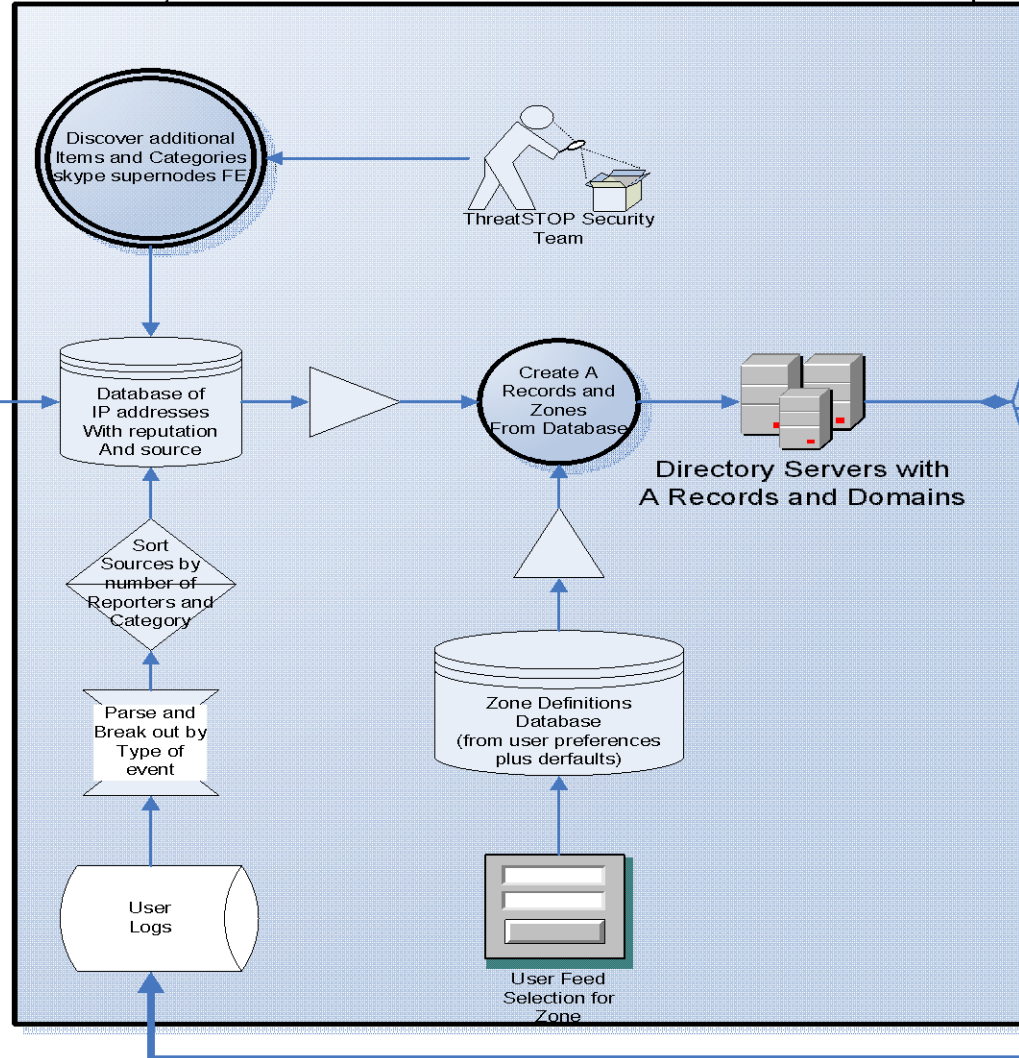 Discover additional
Items and Categories
skype supernodes FE
ThreatSTOP Security
Team
Database of
IP addresses
With reputation
And source
Create A
Records and
Zones
From Database
Directory Servers with
A Records and Domains
Sort
Sources by
number of
Reporters and
Category
Zone Definitions
Database
(from user preferences
plus derfaults)
Parse and
Break out by
Type of
event
User
Logs
User Feed
Selection for
Zone